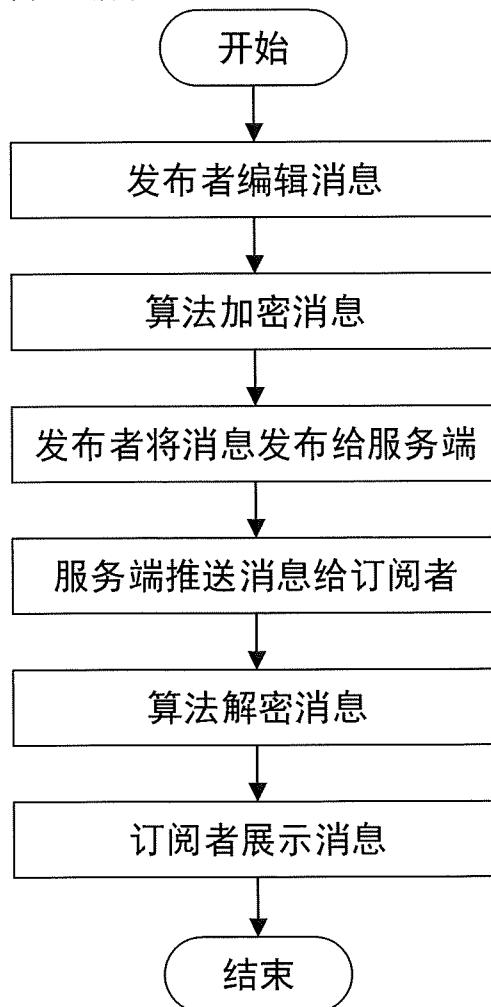 开始
发布者编辑消息
算法加密消息
发布者将消息发布给服务端
服务端推送消息给订阅者
算法解密消息
订阅者展示消息
结束